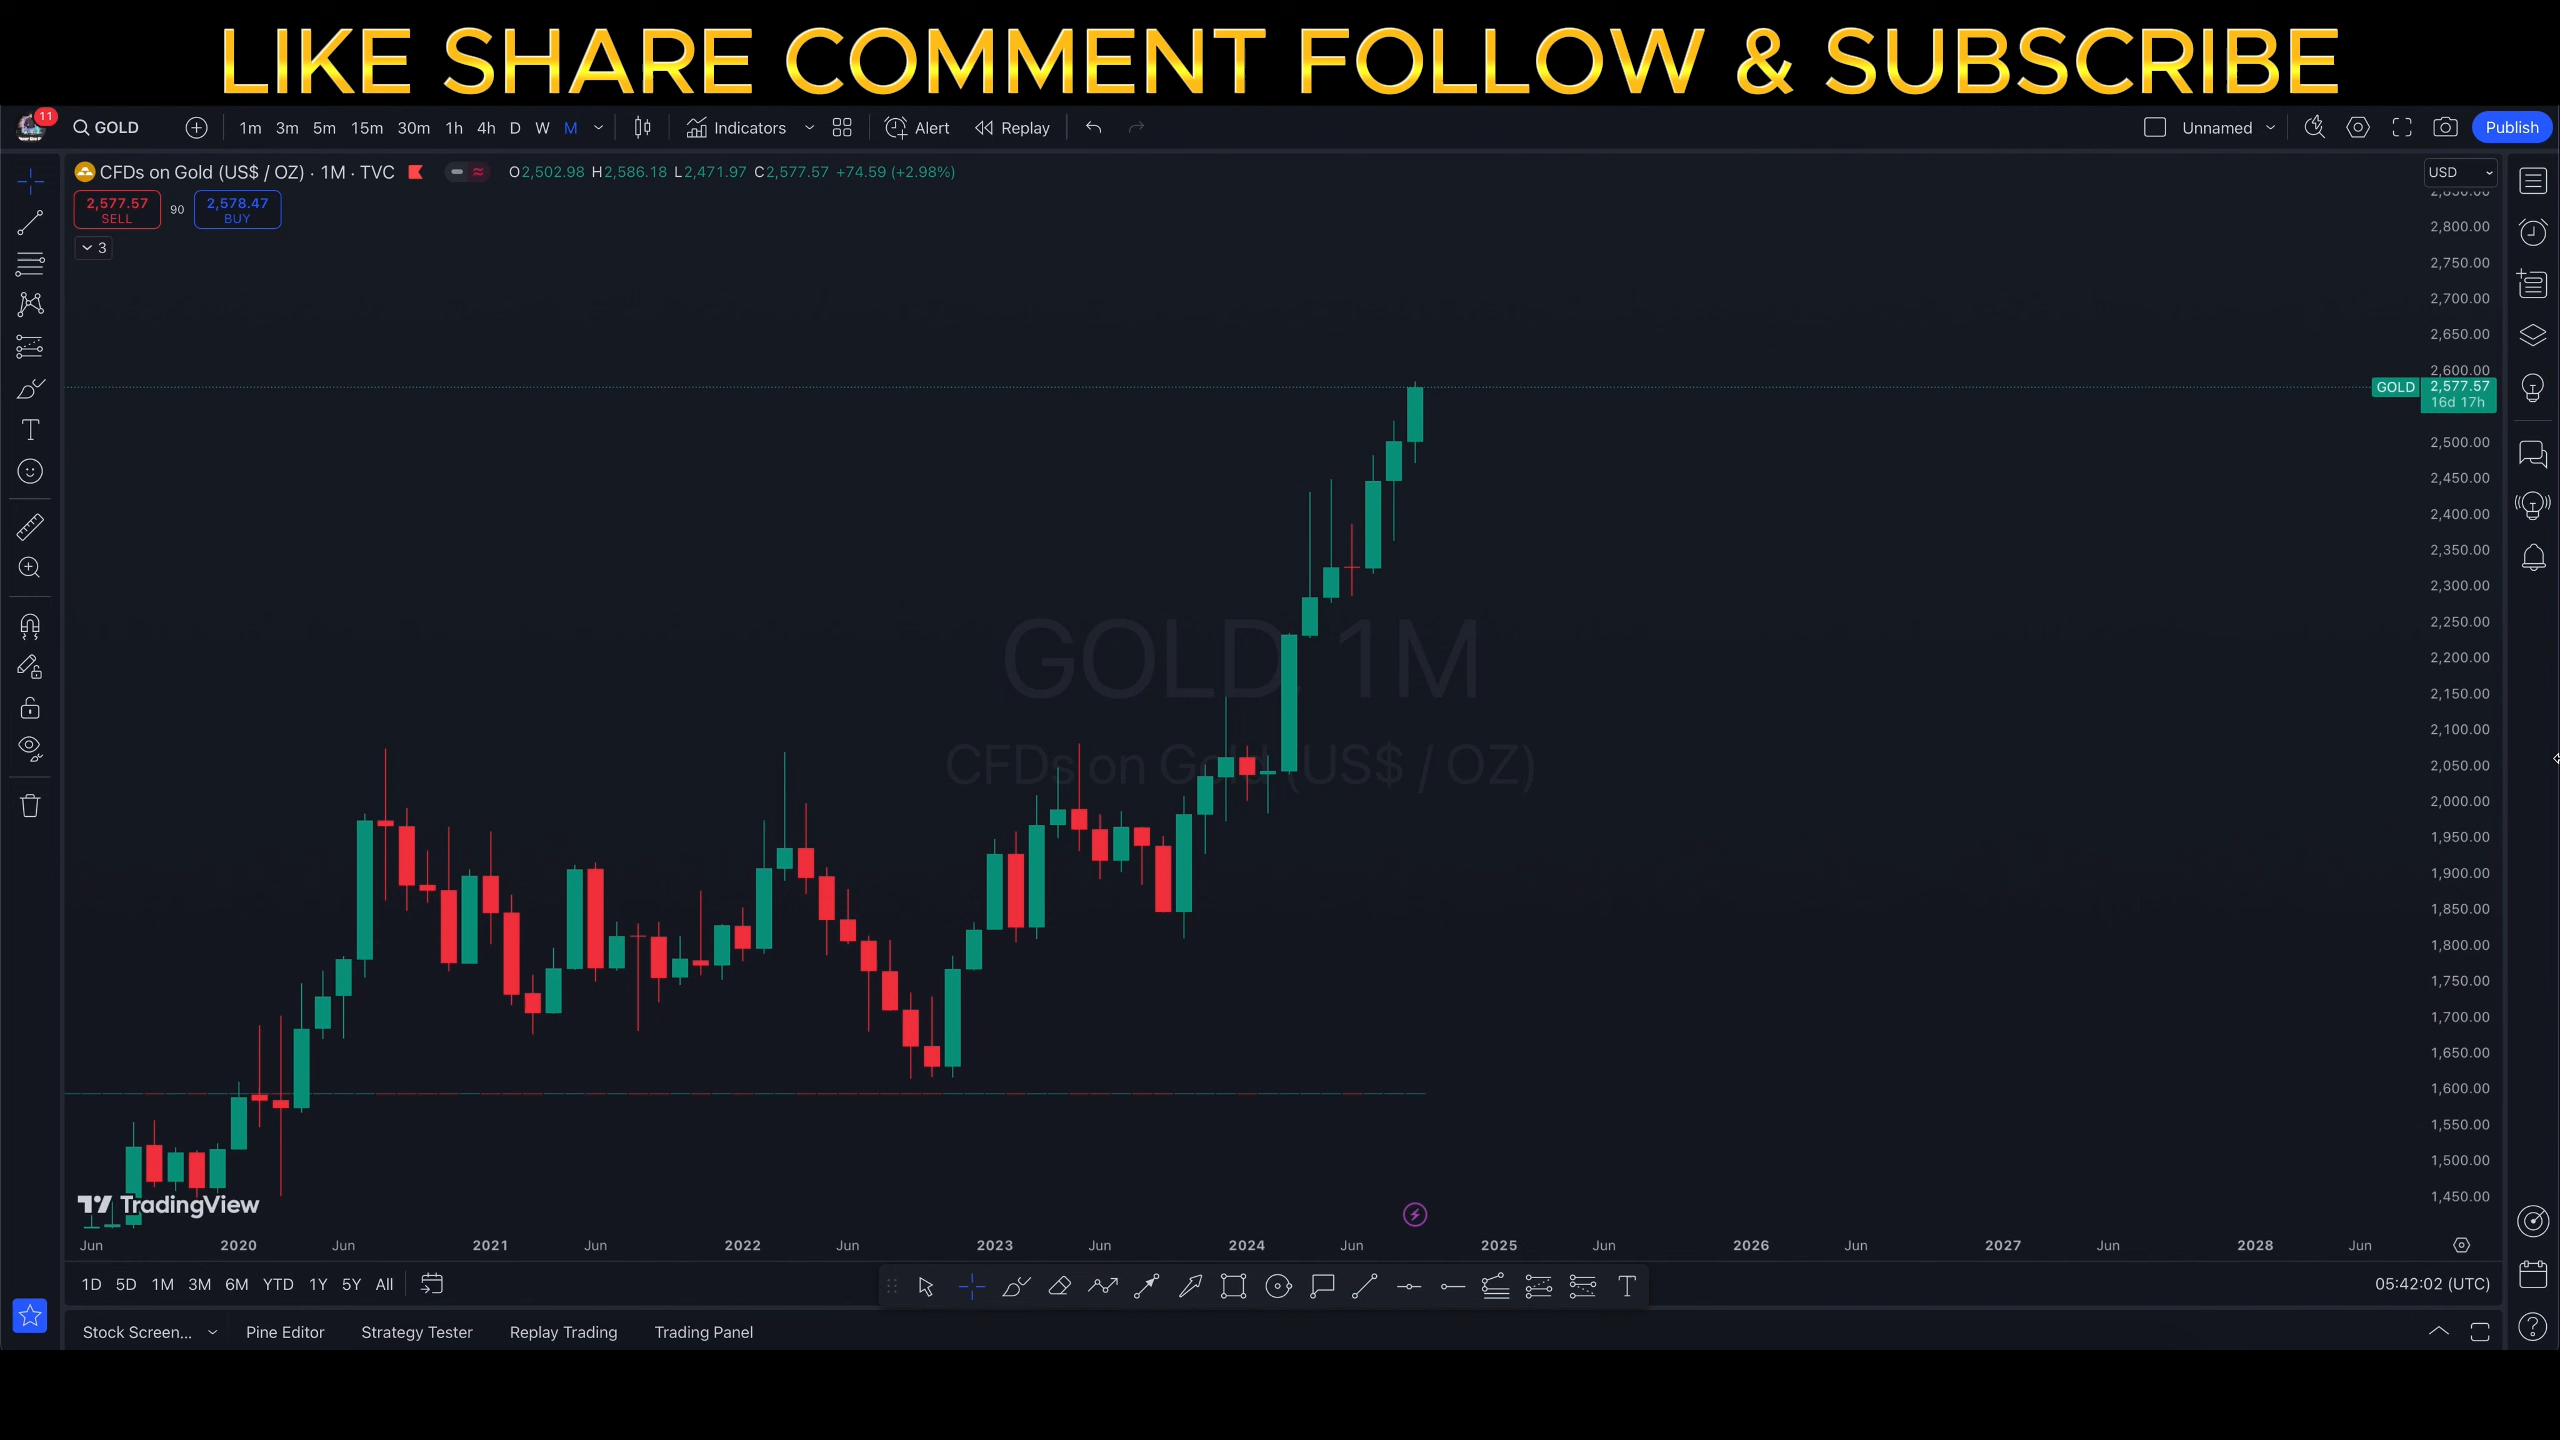 LIKE SHARE COMMENT FOLLOW & SUBSCRIBE
11
GOLD 1m 3m 5m 15m 30m 1h 4h D W M Indicators Alert Replay Unnamed Publish
CFDs on Gold (US$ / OZ) · 1M · TVC O2,502.98 H2,586.18 L2,471.97 C2,577.57 +74.59 (+2.98%) USD
2,577.57 SELL 90 2,578.47 BUY
3
2,850.00
2,800.00
2,750.00
2,700.00
2,650.00
2,600.00
GOLD 2,577.57
16d 17h
2,500.00
2,450.00
2,400.00
2,350.00
2,300.00
2,250.00
2,200.00
2,150.00
2,100.00
2,050.00
2,000.00
1,950.00
1,900.00
1,850.00
1,800.00
1,750.00
1,700.00
1,650.00
1,600.00
1,550.00
1,500.00
1,450.00
GOLD, 1M
CFDs on Gold (US$ / OZ)
TradingView
Jun 2020 Jun 2021 Jun 2022 Jun 2023 Jun 2024 Jun 2025 Jun 2026 Jun 2027 Jun 2028 Jun
1D 5D 1M 3M 6M YTD 1Y 5Y All 05:42:02 (UTC)
Stock Screen... Pine Editor Strategy Tester Replay Trading Trading Panel